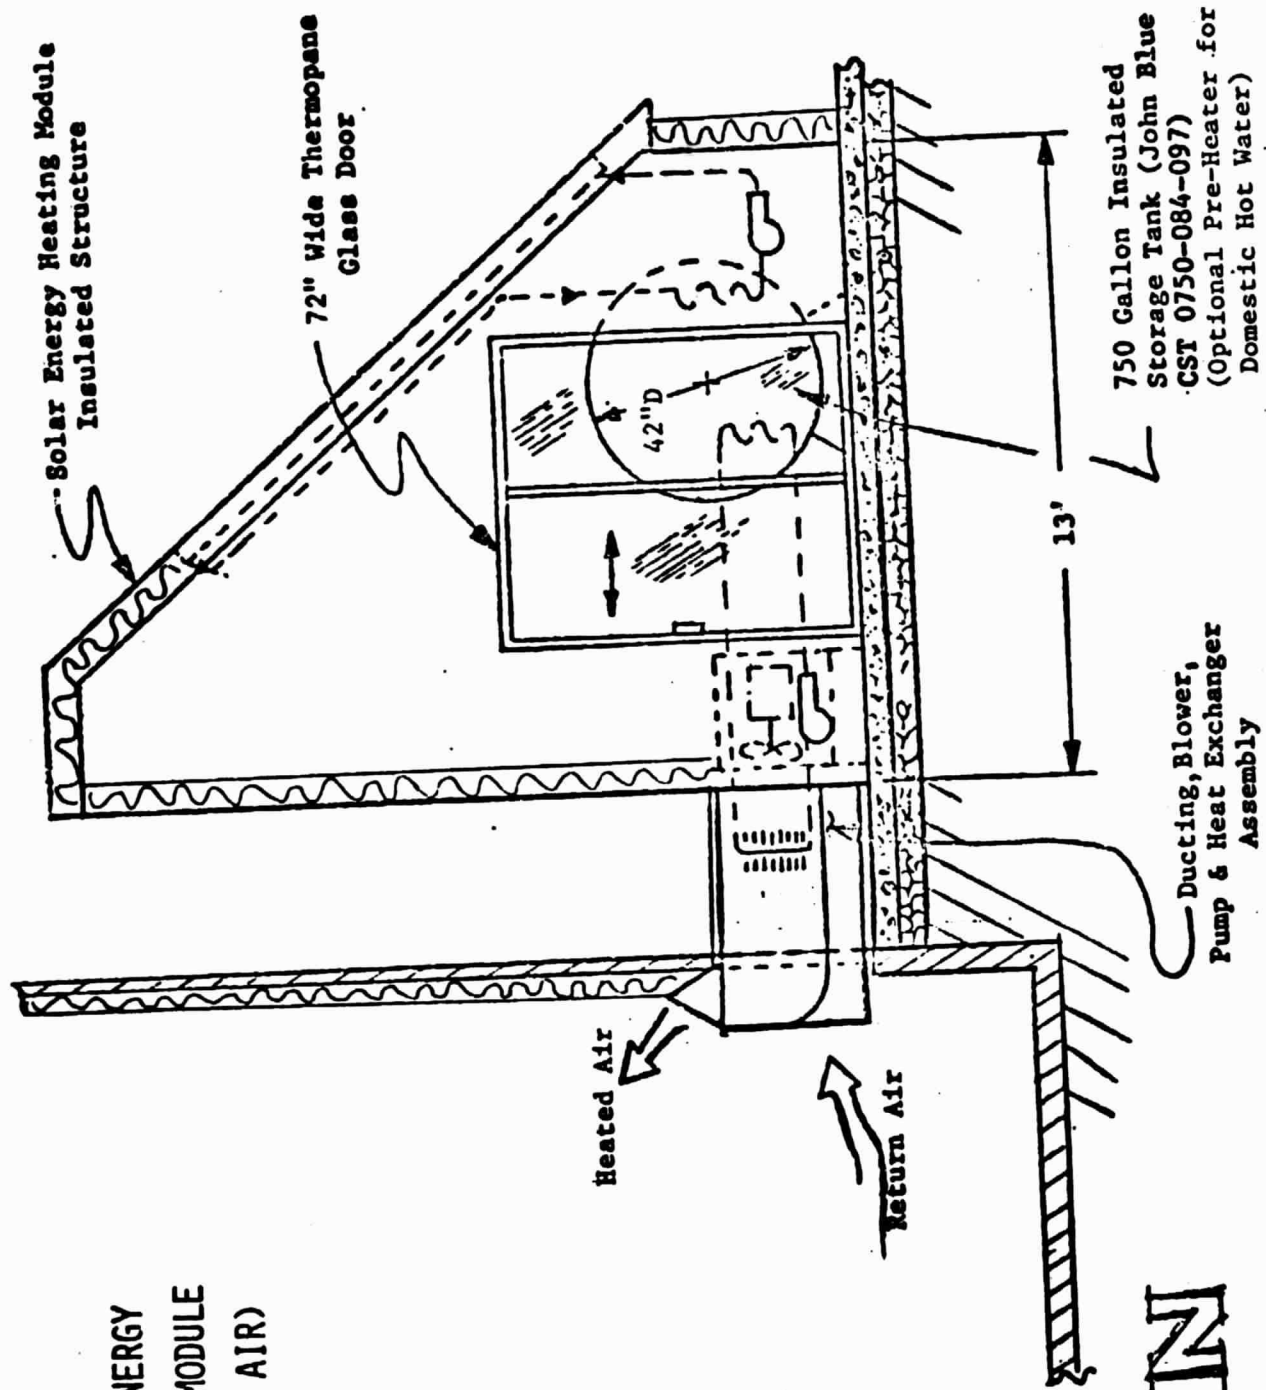 Solar Energy Heating Module
Insulated Structure
72" Wide Thermopane
Glass Door
42"D
Heated Air
Return Air
13'
750 Gallon Insulated
Storage Tank (John Blue
CST 0750-084-097)
(Optional Pre-Heater for
Domestic Hot Water)
Ducting, Blower,
Pump & Heat Exchanger
Assembly
NERGY
MODULE
AIR)
N